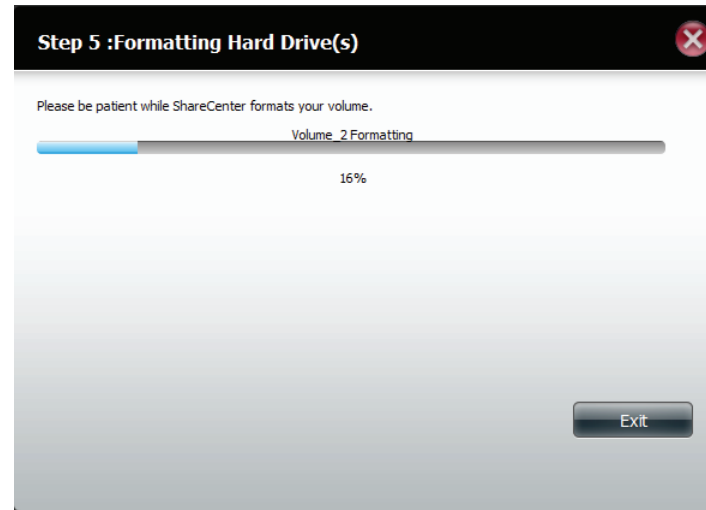 Step 5 :Formatting Hard Drive(s)
Please be patient while ShareCenter formats your volume.
Volume_2 Formatting
16%
Exit